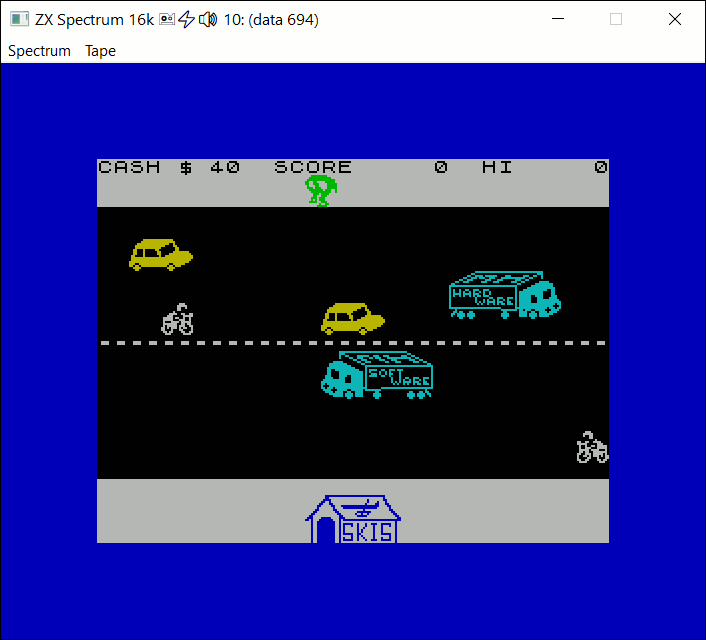 ZX Spectrum 16k 10: (data 694)
Spectrum Tape
CASH $ 40 SCORE 0 HI 0
HARD
WARE
SOFT
WARE
SKIS